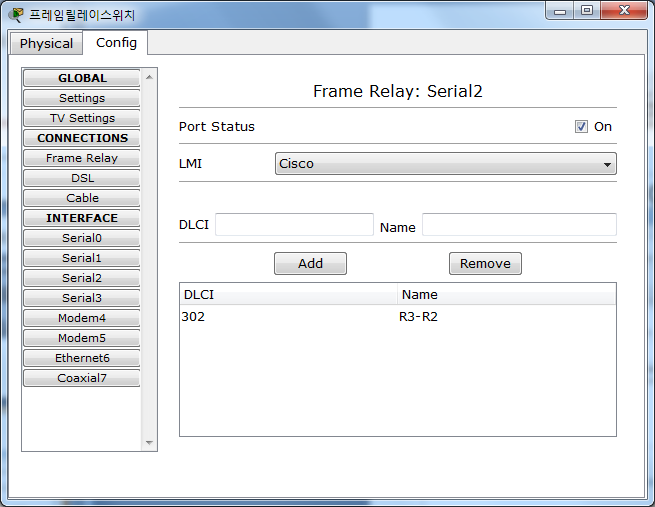 프레임릴레이스위치
Physical
Config
GLOBAL
Settings
TV Settings
CONNECTIONS
Frame Relay
DSL
Cable
INTERFACE
Serial0
Serial1
Serial2
Serial3
Modem4
Modem5
Ethernet6
Coaxial7
Frame Relay: Serial2
Port Status On
LMI Cisco
DLCI Name
Add Remove
DLCI Name
302 R3-R2